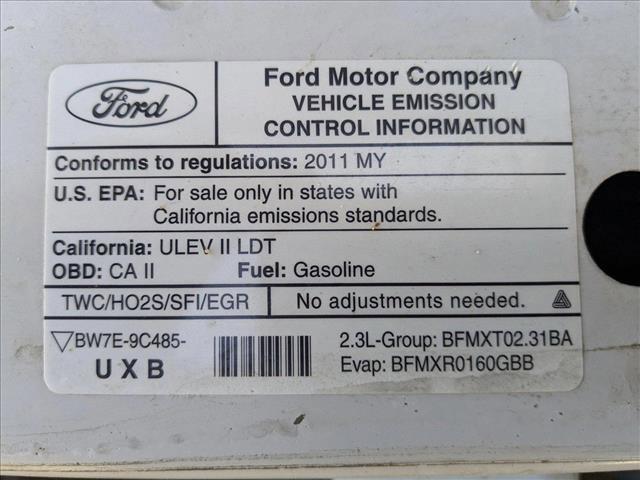 Ford
Ford Motor Company
VEHICLE EMISSION
CONTROL INFORMATION
Conforms to regulations: 2011 MY
U.S. EPA: For sale only in states with
California emissions standards.
California: ULEV II LDT
OBD: CA II Fuel: Gasoline
TWC/HO2S/SFI/EGR No adjustments needed.
BW7E-9C485-
UXB
2.3L-Group: BFMXT02.31BA
Evap: BFMXR0160GBB